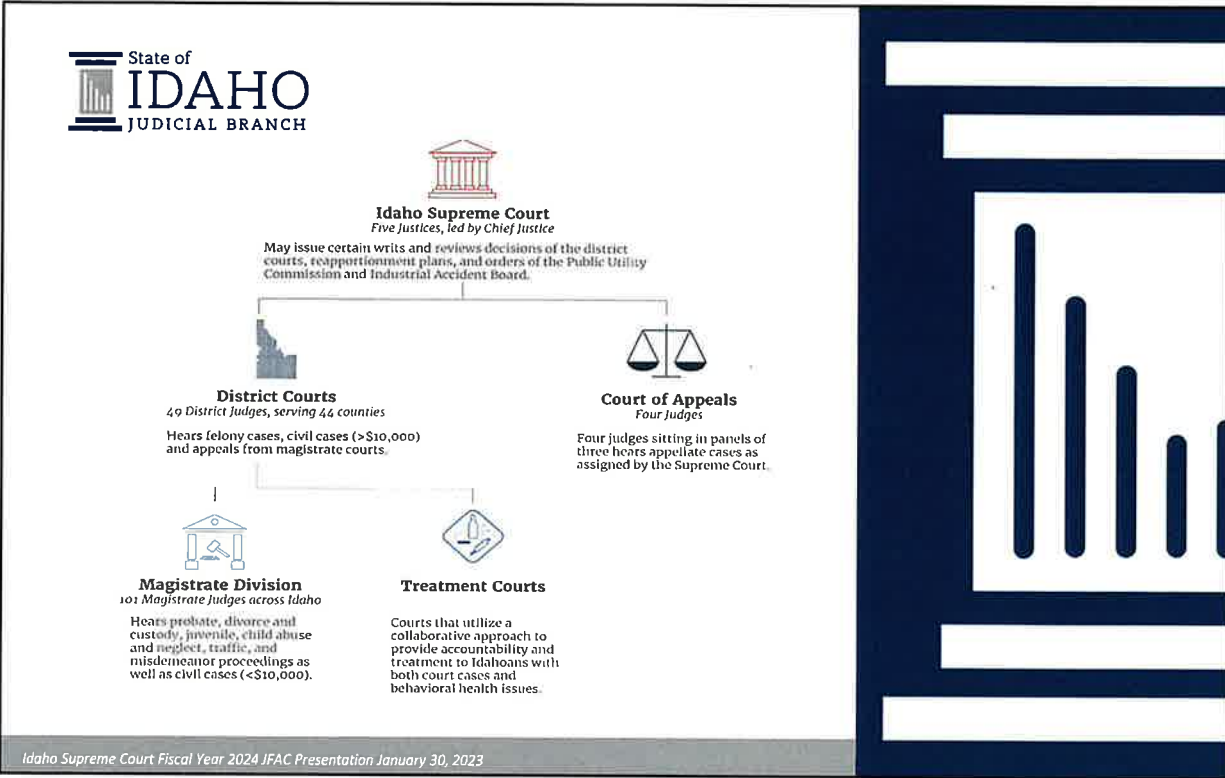 State of
IDAHO
JUDICIAL BRANCH
Idaho Supreme Court
Five Justices, led by Chief Justice
May issue certain writs and reviews decisions of the district
courts, reapportionment plans, and orders of the Public Utility
Commission and Industrial Accident Board.
District Courts
49 District Judges, serving 44 counties
Hears felony cases, civil cases (>$10,000)
and appeals from magistrate courts.
Court of Appeals
Four Judges
Four judges sitting in panels of
three hears appellate cases as
assigned by the Supreme Court.
Magistrate Division
101 Magistrate Judges across Idaho
Hears probate, divorce and
custody, juvenile, child abuse
and neglect, traffic, and
misdemeanor proceedings as
well as civil cases (<$10,000).
Treatment Courts
Courts that utilize a
collaborative approach to
provide accountability and
treatment to Idahoans with
both court cases and
behavioral health issues.
Idaho Supreme Court Fiscal Year 2024 JFAC Presentation January 30, 2023